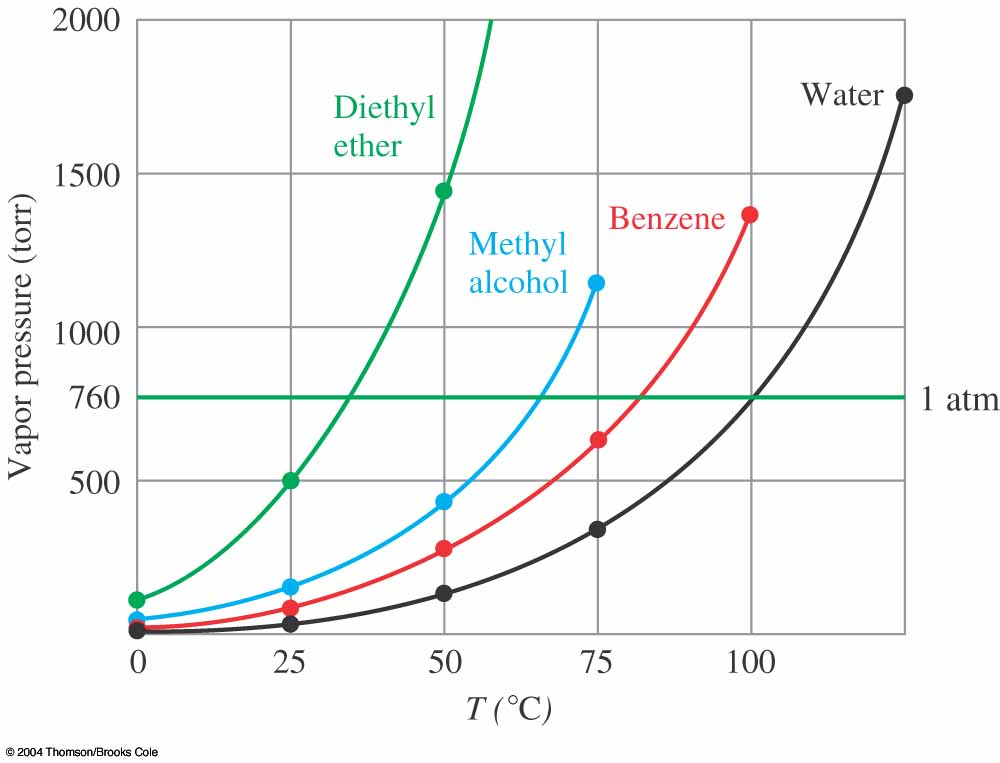 2000
Diethyl
ether
Water
1500
Benzene
Methyl
alcohol
1000
760
1 atm
500
Vapor pressure (torr)
0 25 50 75 100
T (°C)
© 2004 Thomson/Brooks Cole